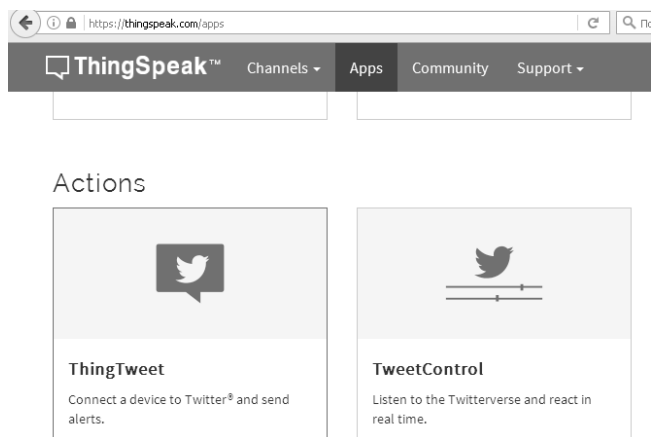 https://thingspeak.com/apps
ThingSpeak™ Channels Apps Community Support
Actions
ThingTweet
Connect a device to Twitter® and send
alerts.
TweetControl
Listen to the Twitterverse and react in
real time.